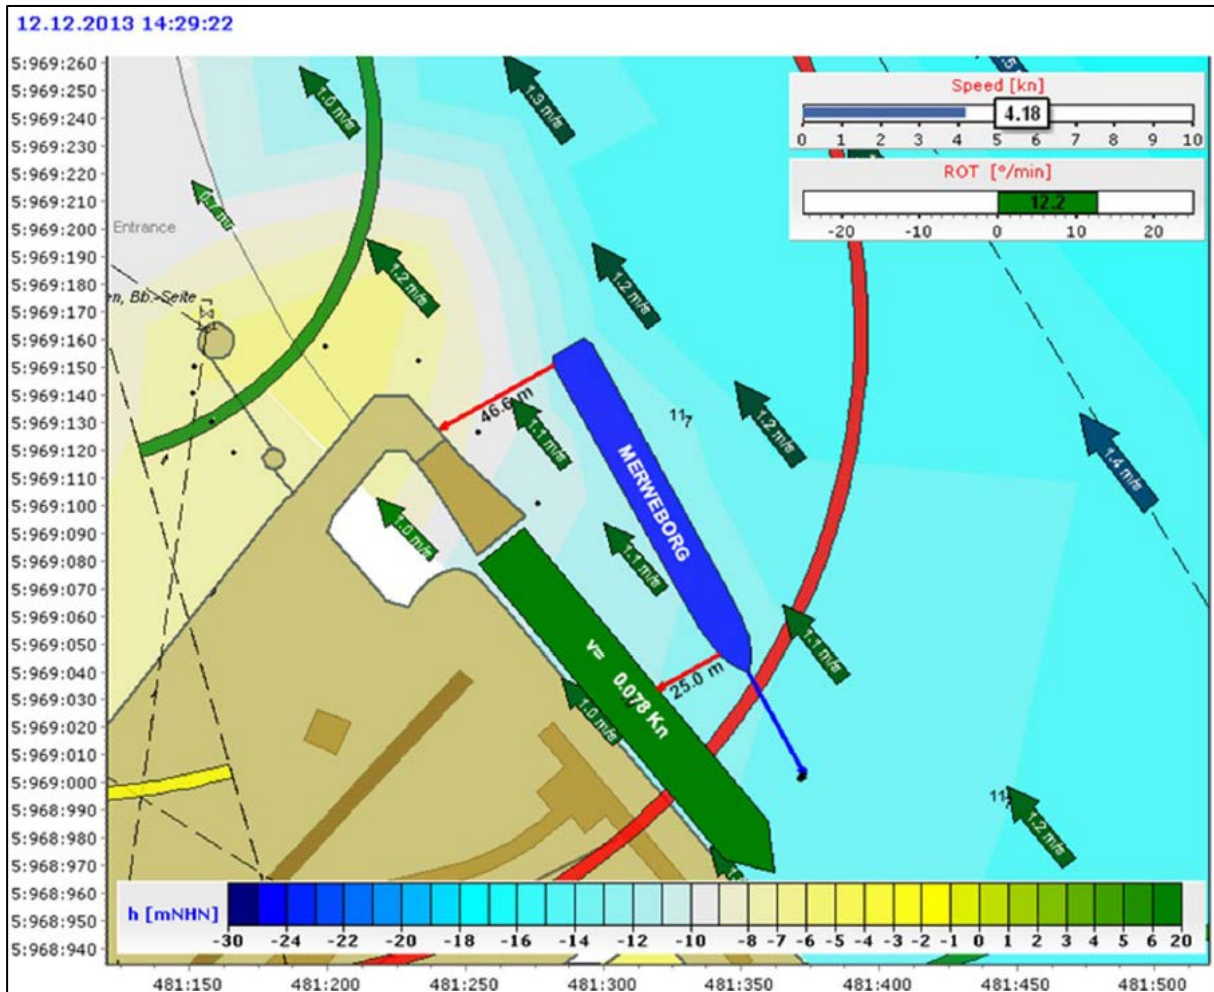 12.12.2013 14:29:22
5:969:260
5:969:250
5:969:240
5:969:230
5:969:220
5:969:210
5:969:200
5:969:190
5:969:180
5:969:170
5:969:160
5:969:150
5:969:140
5:969:130
5:969:120
5:969:110
5:969:100
5:969:090
5:969:080
5:969:070
5:969:060
5:969:050
5:969:040
5:969:030
5:969:020
5:969:010
5:969:000
5:968:990
5:968:980
5:968:970
5:968:960
5:968:950
5:968:940
Speed [kn]
4.18
0 1 2 3 4 5 6 7 8 9 10
ROT [°/min]
12.2
-20 -10 0 10 20
1.0 m/s
1.3 m/s
Entrance
1.2 m/s
1.2 m/s
n, Bb.-Seite
46.6 m
1.1 m/s
11₇
1.2 m/s
1.4 m/s
MERWEBORG
1.0 m/s
1.1 m/s
1.1 m/s
25.0 m
v= 0.078 Kn
1.0 m/s
11
1.2 m/s
h [mNHN]
-30 -24 -22 -20 -18 -16 -14 -12 -10 -8 -7 -6 -5 -4 -3 -2 -1 0 1 2 3 4 5 6 20
481:150 481:200 481:250 481:300 481:350 481:400 481:450 481:500